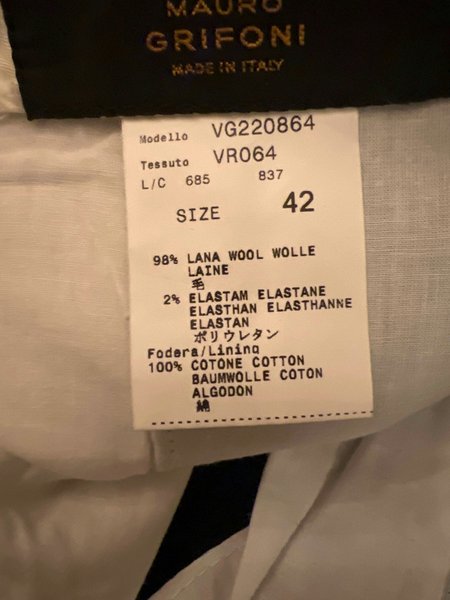 MAURO
GRIFONI
MADE IN ITALY
Modello VG220864
Tessuto VR064
L/C 685 837
SIZE 42
98% LANA WOOL WOLLE
LAINE
毛
2% ELASTAM ELASTANE
ELASTHAN ELASTHANNE
ELASTAN
ポリウレタン
Fodera/Lining
100% COTONE COTTON
BAUMWOLLE COTON
ALGODON
綿